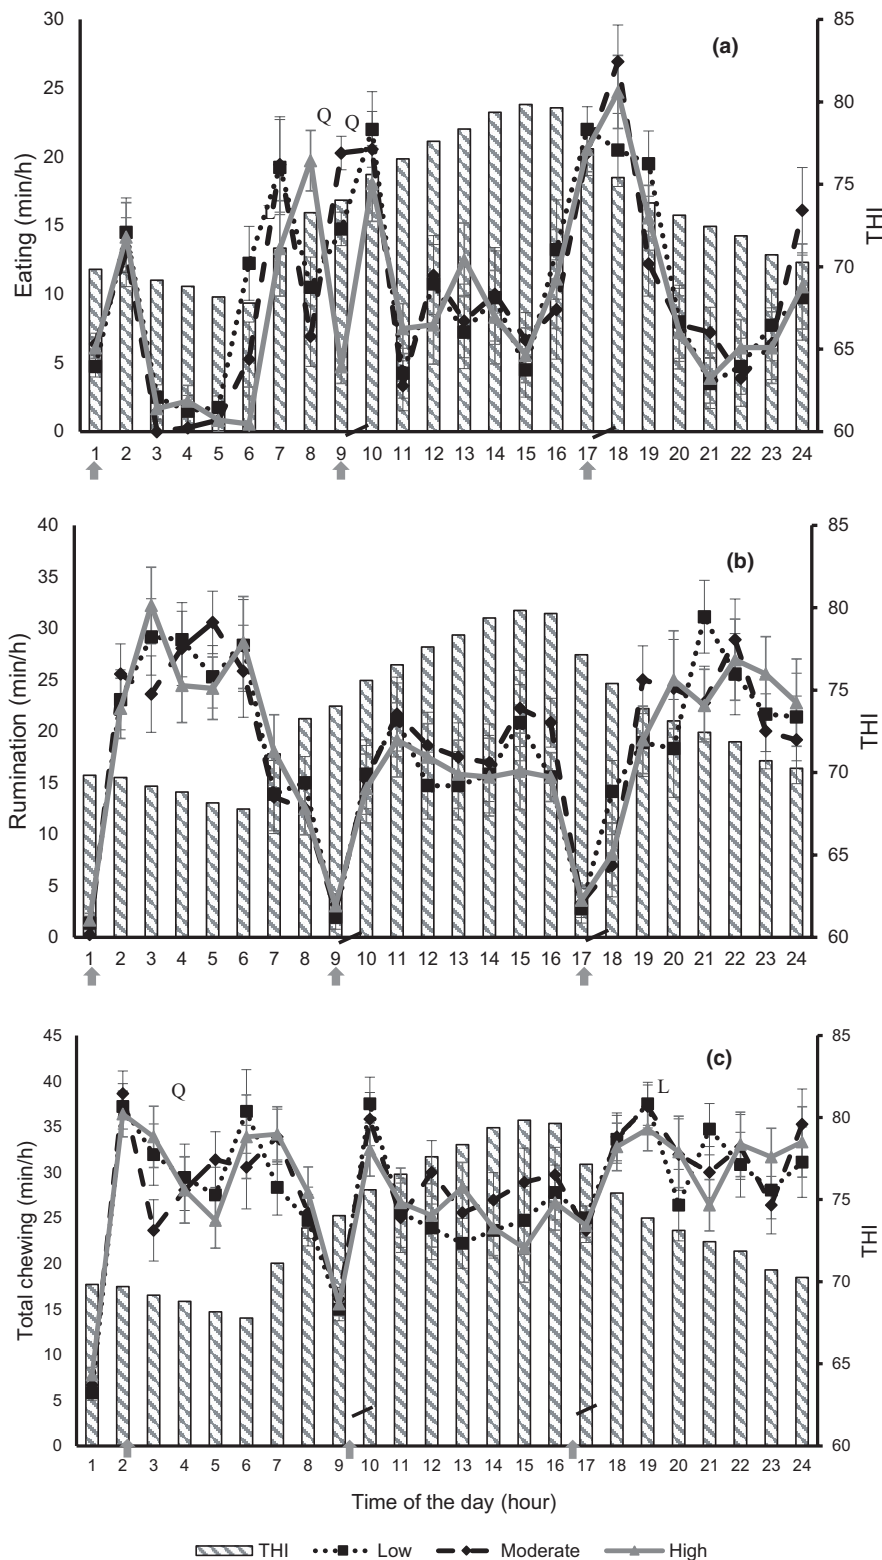 (a)
Eating (min/h)
30
25
20
15
10
5
0
85
80
75
70
65
60
THI
Q Q
L
1 2 3 4 5 6 7 8 9 10 11 12 13 14 15 16 17 18 19 20 21 22 23 24
(b)
Rumination (min/h)
40
35
30
25
20
15
10
5
0
85
80
75
70
65
60
THI
1 2 3 4 5 6 7 8 9 10 11 12 13 14 15 16 17 18 19 20 21 22 23 24
(c)
Total chewing (min/h)
45
40
35
30
25
20
15
10
5
0
85
80
75
70
65
60
THI
Q
L
1 2 3 4 5 6 7 8 9 10 11 12 13 14 15 16 17 18 19 20 21 22 23 24
Time of the day (hour)
THI Low Moderate High